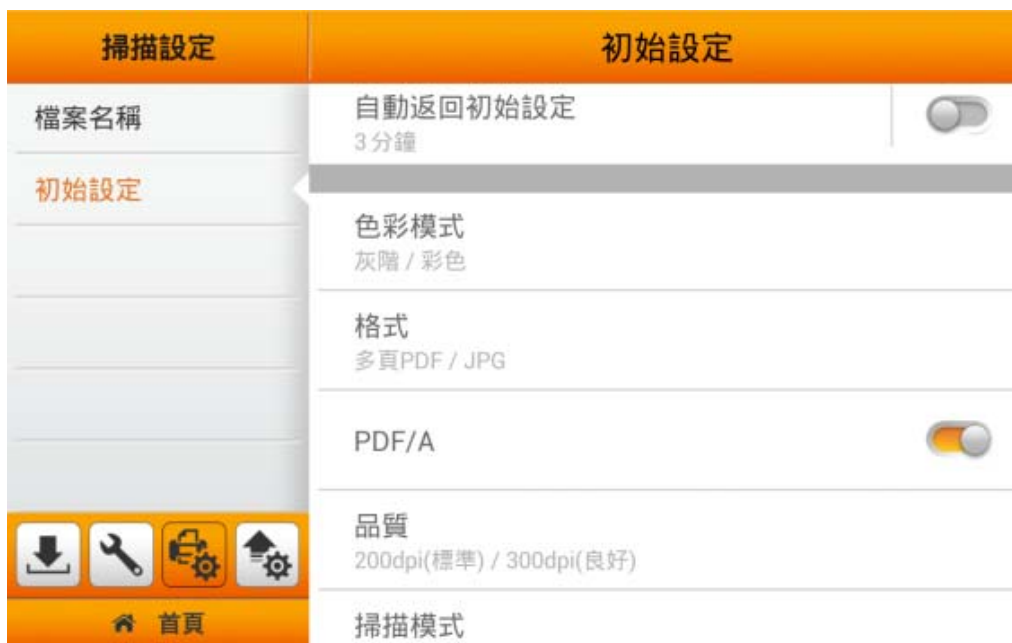 掃描設定
檔案名稱
初始設定
首頁
初始設定
自動返回初始設定
3 分鐘
色彩模式
灰階 / 彩色
格式
多頁PDF / JPG
PDF/A
品質
200dpi(標準) / 300dpi(良好)
掃描模式